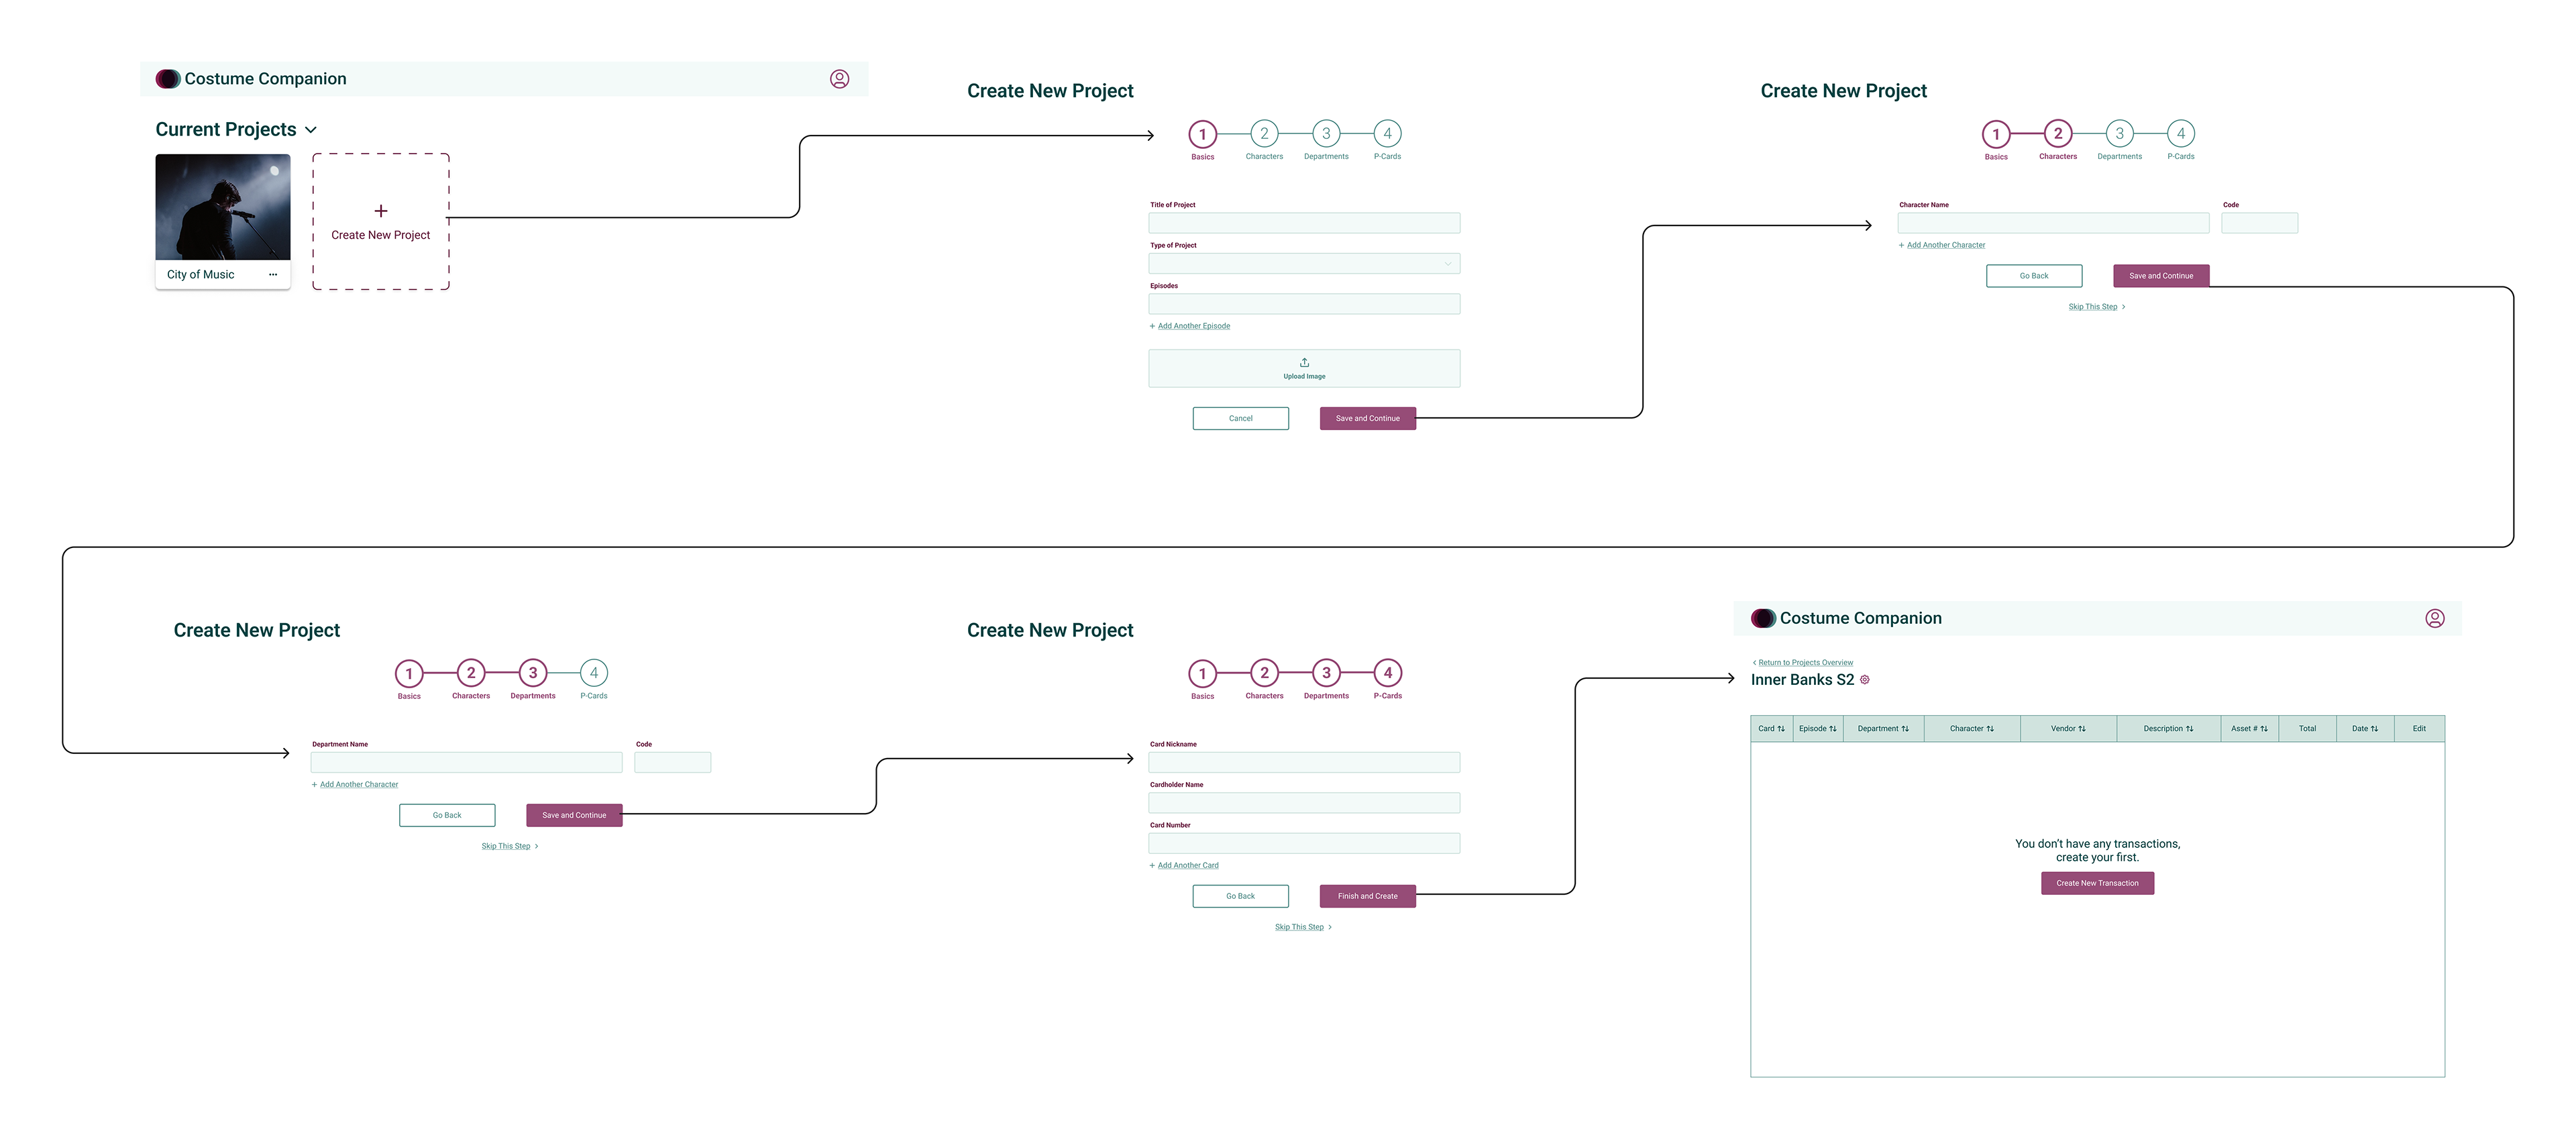 Costume Companion
Current Projects
City of Music
+
Create New Project
Create New Project
1 2 3 4
Basics Characters Departments P-Cards
Title of Project
Type of Project
Episodes
+ Add Another Episode
Upload Image
Cancel Save and Continue
Create New Project
1 2 3 4
Basics Characters Departments P-Cards
Character Name Code
+ Add Another Character
Go Back Save and Continue
Skip This Step >
Create New Project
1 2 3 4
Basics Characters Departments P-Cards
Department Name Code
+ Add Another Character
Go Back Save and Continue
Skip This Step >
Create New Project
1 2 3 4
Basics Characters Departments P-Cards
Card Nickname
Cardholder Name
Card Number
+ Add Another Card
Go Back Finish and Create
Skip This Step >
Costume Companion
< Return to Projects Overview
Inner Banks S2
Card ↑↓ Episode ↑↓ Department ↑↓ Character ↑↓ Vendor ↑↓ Description ↑↓ Asset # ↑↓ Total Date ↑↓ Edit
You don't have any transactions,
create your first.
Create New Transaction